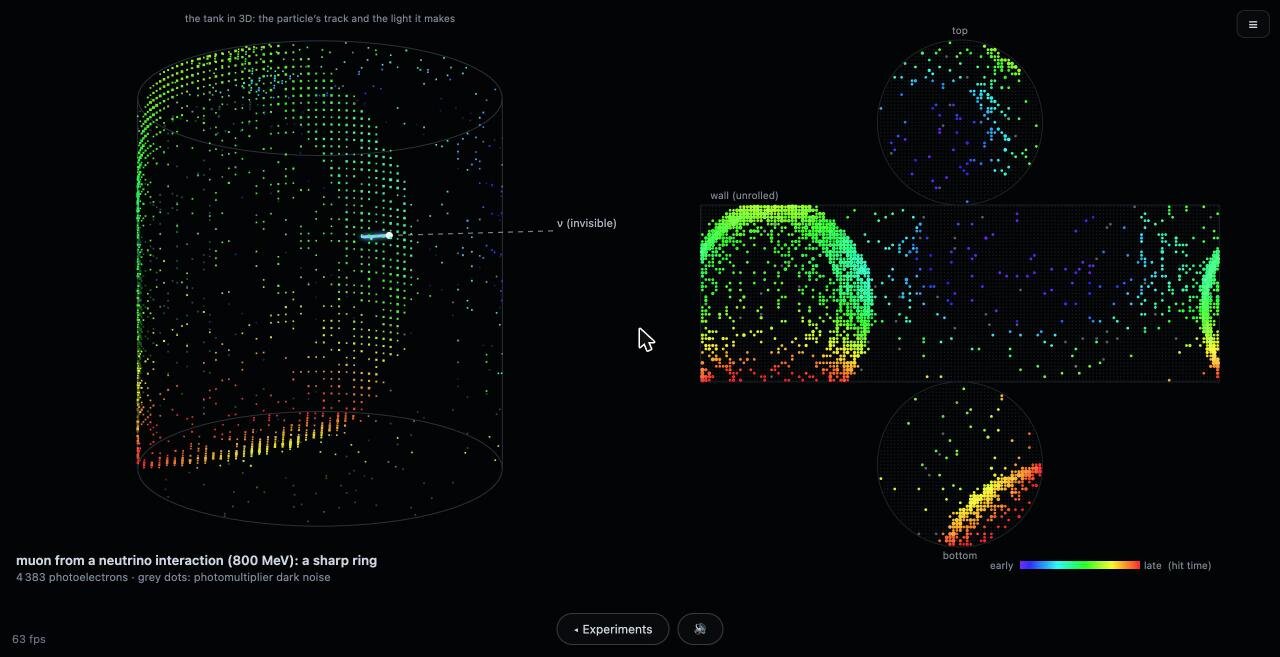 the tank in 3D: the particle's track and the light it makes
top
wall (unrolled)
ν (invisible)
bottom
early late (hit time)
muon from a neutrino interaction (800 MeV): a sharp ring
4 383 photoelectrons · grey dots: photomultiplier dark noise
◂ Experiments
63 fps